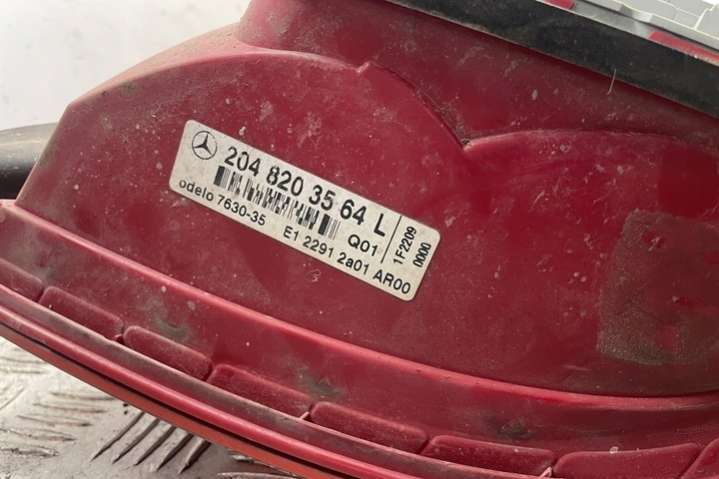 204 820 35 64 L
odelo 7630-35 Q01
E1 2291 2a01 AR00
1F2209
0000